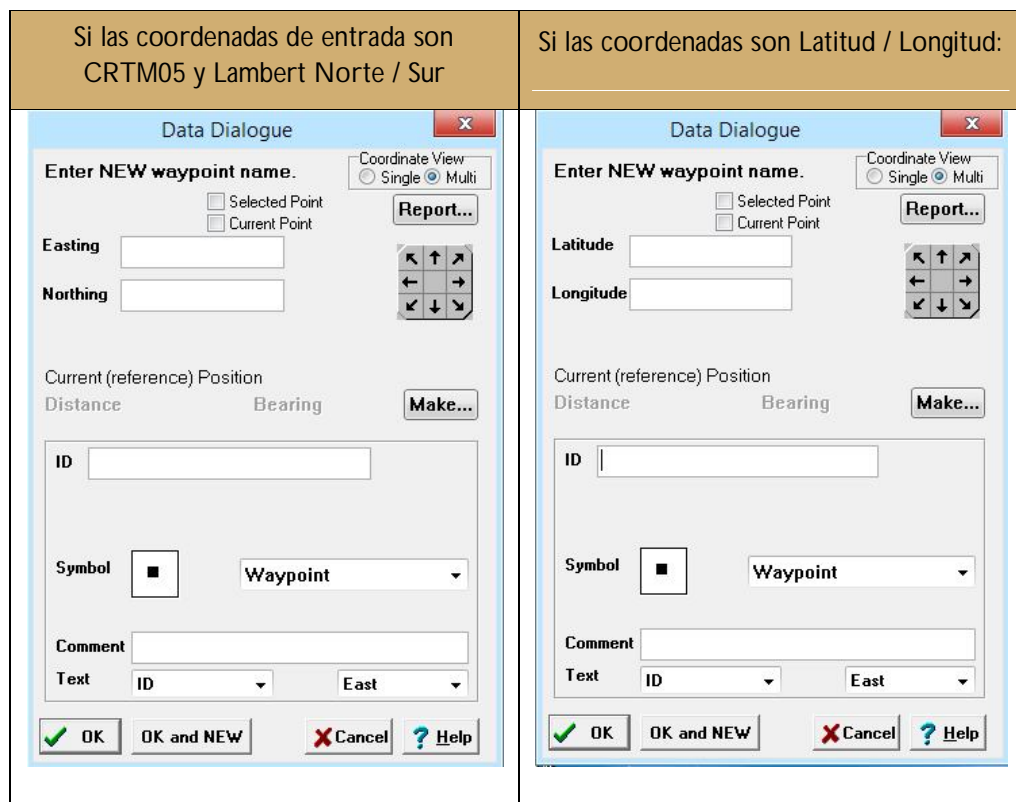 Si las coordenadas de entrada son
CRTM05 y Lambert Norte / Sur
Data Dialogue
x
Enter NEW waypoint name.
Coordinate View
Single Multi
Selected Point
Current Point
Report...
Easting
Northing
Current (reference) Position
Distance Bearing Make...
ID
Symbol Waypoint
Comment
Text ID East
OK OK and NEW Cancel ? Help
Si las coordenadas son Latitud / Longitud:
Data Dialogue
x
Enter NEW waypoint name.
Coordinate View
Single Multi
Selected Point
Current Point
Report...
Latitude
Longitude
Current (reference) Position
Distance Bearing Make...
ID
Symbol Waypoint
Comment
Text ID East
OK OK and NEW Cancel ? Help